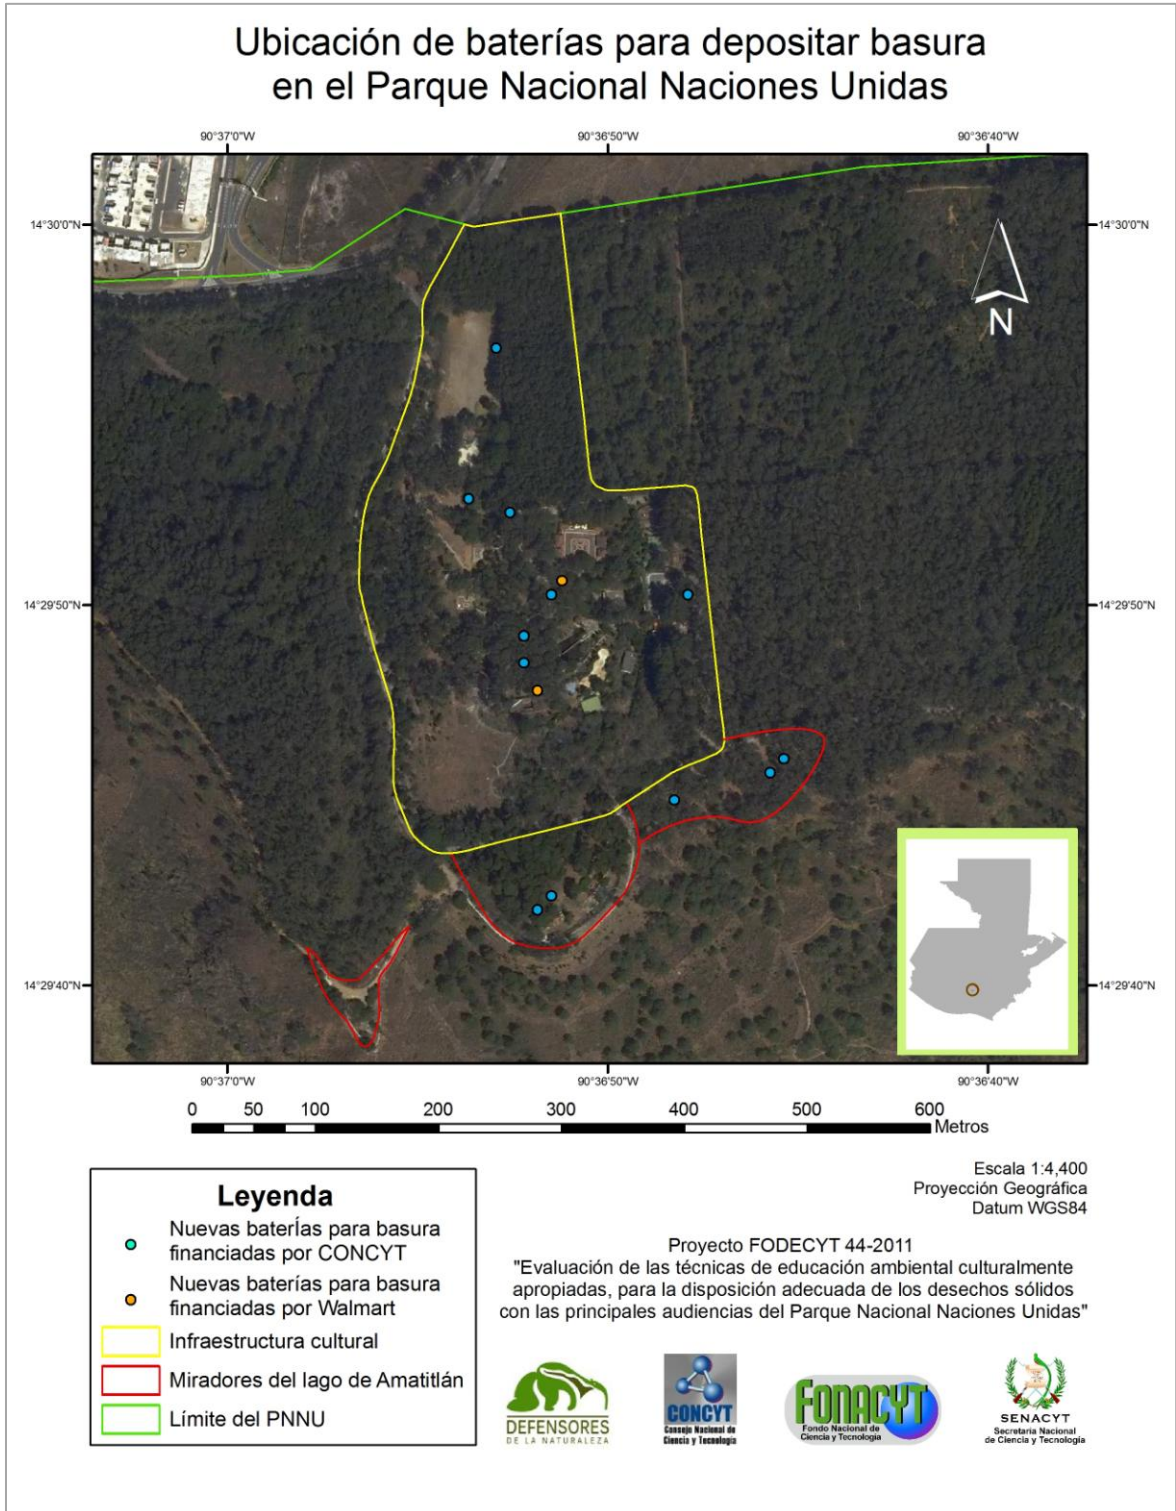 Ubicación de baterías para depositar basura
en el Parque Nacional Naciones Unidas
90°37'0"W
90°36'50"W
90°36'40"W
14°30'0"N
14°30'0"N
N
14°29'50"N
14°29'50"N
14°29'40"N
14°29'40"N
90°37'0"W
90°36'50"W
90°36'40"W
0 50 100 200 300 400 500 600
Metros
Escala 1:4,400
Proyección Geográfica
Datum WGS84
Leyenda
Nuevas baterÍas para basura
financiadas por CONCYT
Nuevas baterías para basura
financiadas por Walmart
Infraestructura cultural
Miradores del lago de Amatitlán
Límite del PNNU
Proyecto FODECYT 44-2011
"Evaluación de las técnicas de educación ambiental culturalmente
apropiadas, para la disposición adecuada de los desechos sólidos
con las principales audiencias del Parque Nacional Naciones Unidas"
DEFENSORES
DE LA NATURALEZA
CONCYT
Consejo Nacional de
Ciencia y Tecnología
FONACYT
Fondo Nacional de
Ciencia y Tecnología
SENACYT
Secretaría Nacional
de Ciencia y Tecnología